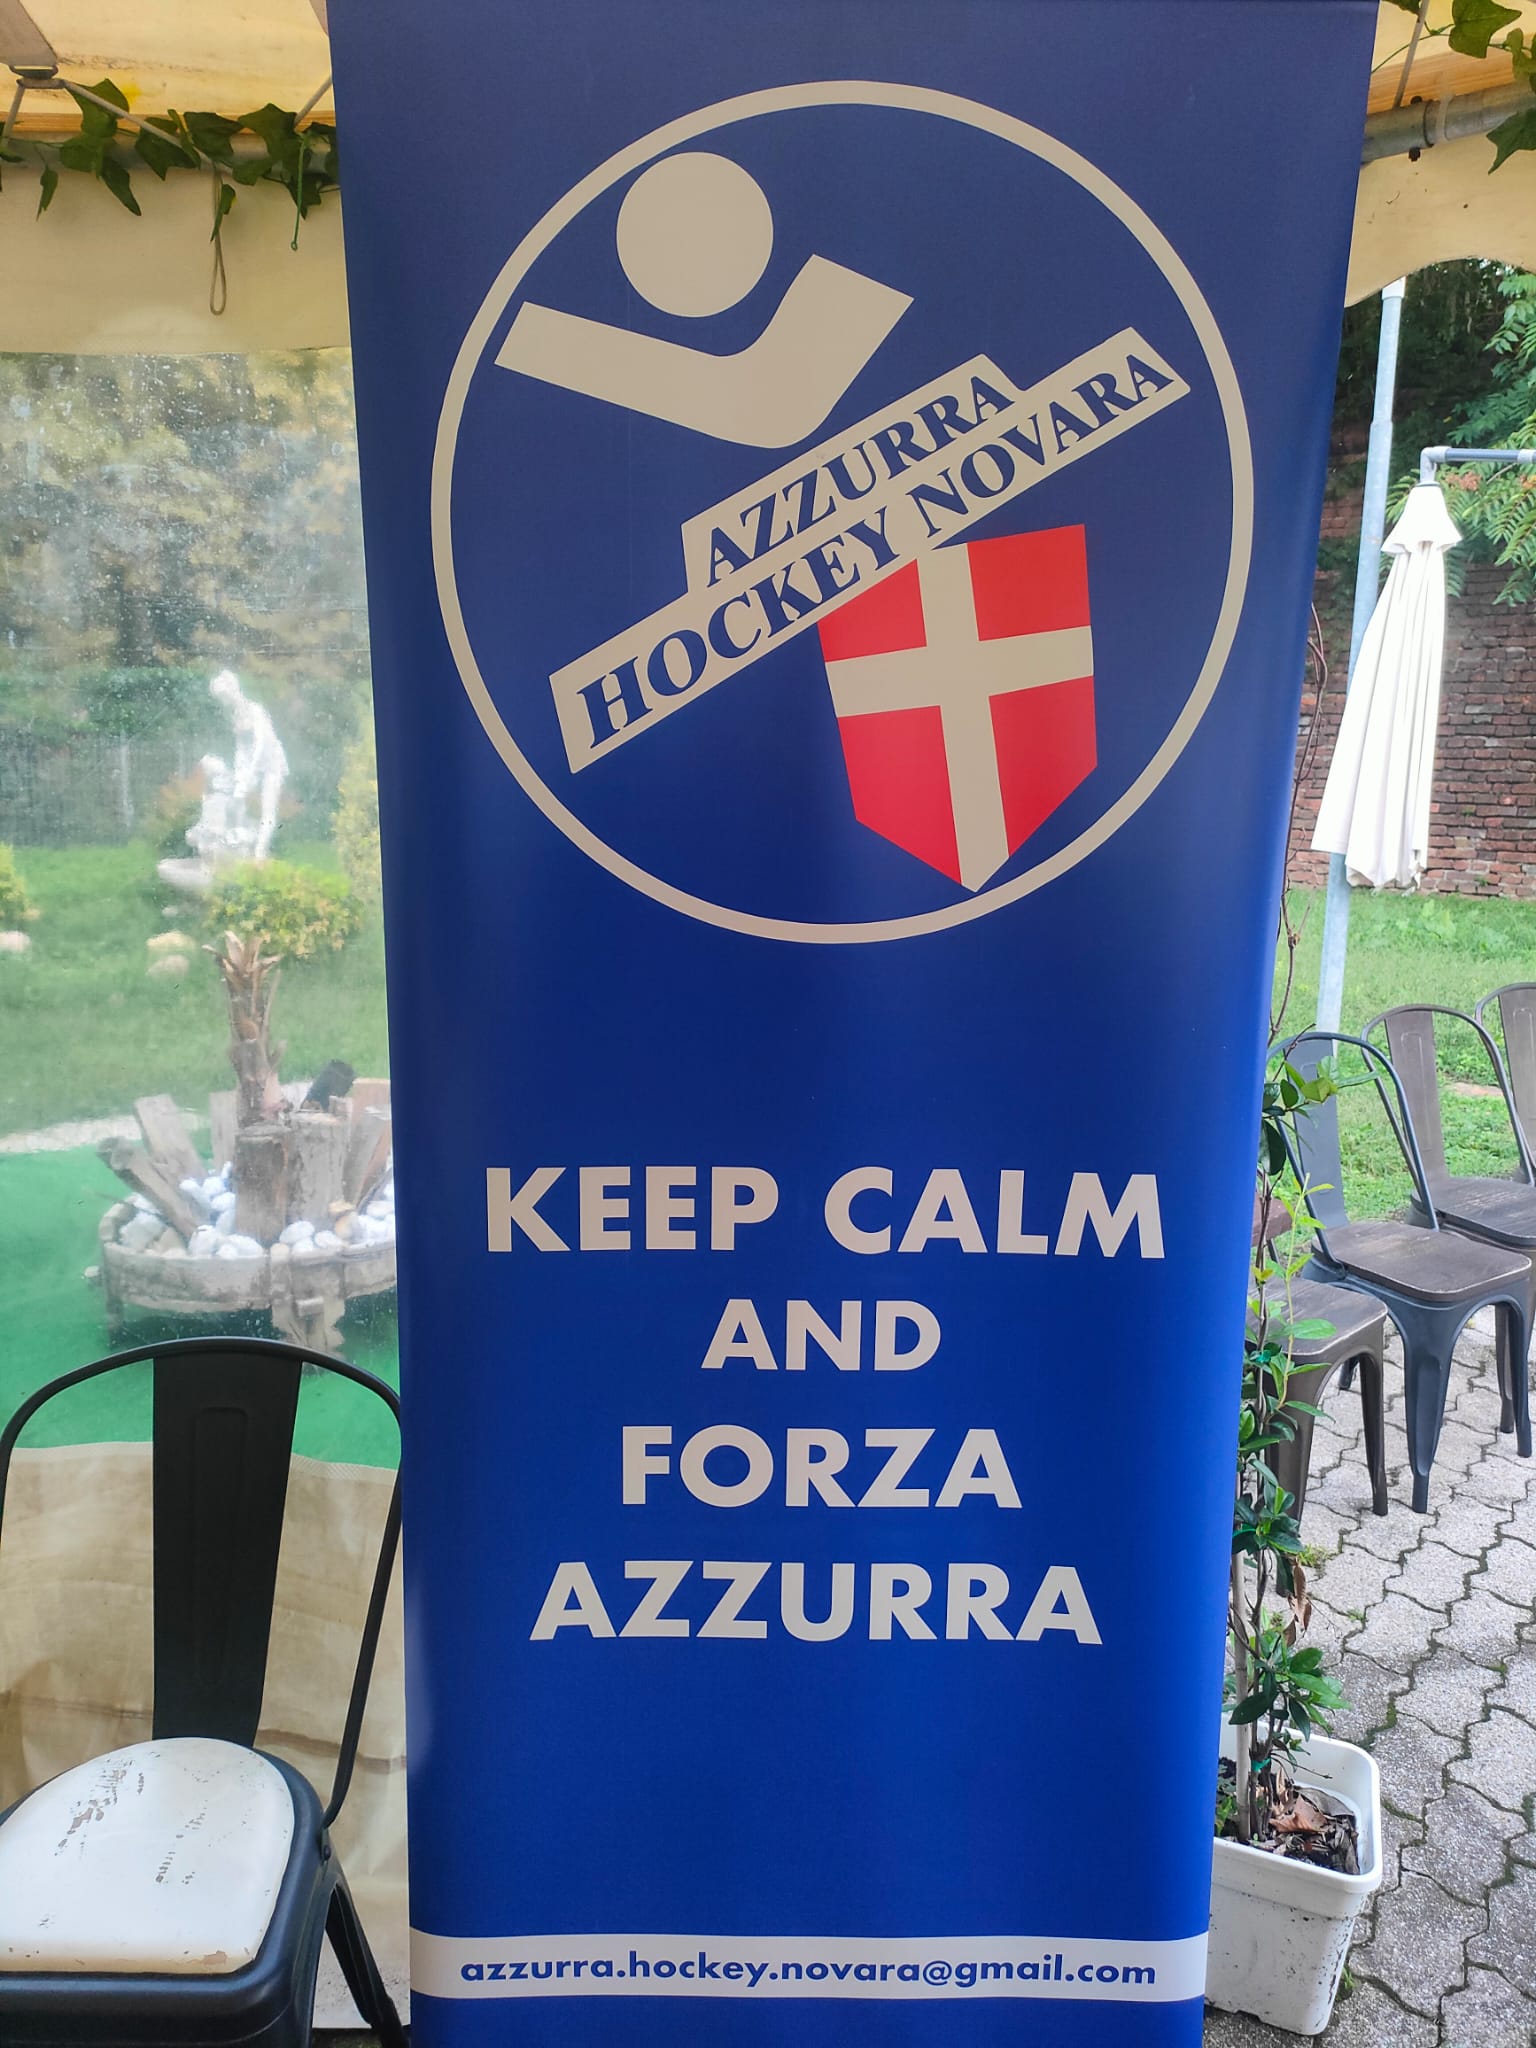 AZZURRA
HOCKEY NOVARA
KEEP CALM
AND
FORZA
AZZURRA
azzurra.hockey.novara@gmail.com